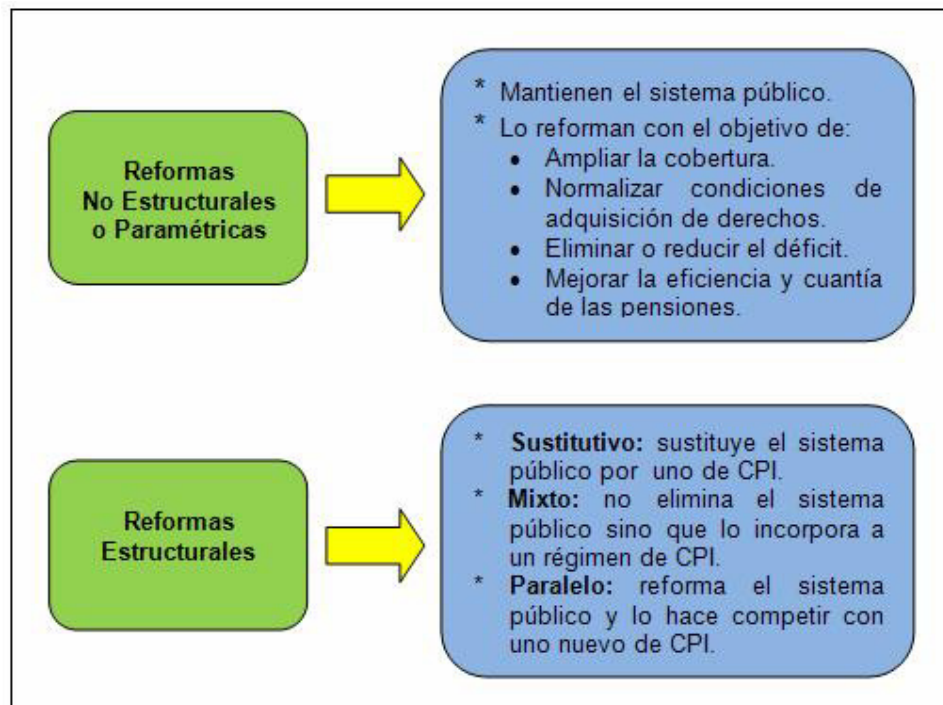 Reformas
No Estructurales
o Paramétricas
* Mantienen el sistema público.
* Lo reforman con el objetivo de:
• Ampliar la cobertura.
• Normalizar condiciones de
adquisición de derechos.
• Eliminar o reducir el déficit.
• Mejorar la eficiencia y cuantía
de las pensiones.
Reformas
Estructurales
* Sustitutivo: sustituye el sistema
público por uno de CPI.
* Mixto: no elimina el sistema
público sino que lo incorpora a
un régimen de CPI.
* Paralelo: reforma el sistema
público y lo hace competir con
uno nuevo de CPI.